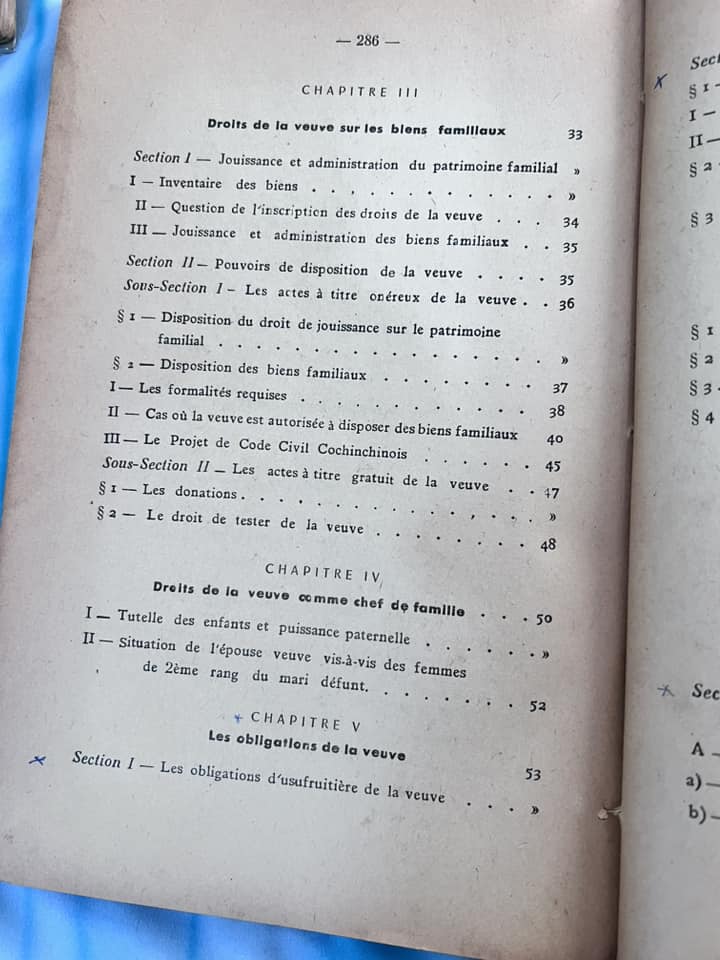 — 286 —
CHAPITRE III
Droits de la veuve sur les biens familiaux 33
Section I — Jouissance et administration du patrimoine familial »
I — Inventaire des biens . . . . . . . . . . . »
II — Question de l'inscription des droits de la veuve . . . 34
III — Jouissance et administration des biens familiaux . . 35
Section II — Pouvoirs de disposition de la veuve . . . . 35
Sous-Section I — Les actes à titre onéreux de la veuve . . 36
§ 1 — Disposition du droit de jouissance sur le patrimoine
familial . . . . . . . . . . . . . . »
§ 2 — Disposition des biens familiaux . . . . . . . 37
I — Les formalités requises . . . . . . . . . . 38
II — Cas où la veuve est autorisée à disposer des biens familiaux 40
III — Le Projet de Code Civil Cochinchinois . . . . . 45
Sous-Section II — Les actes à titre gratuit de la veuve . . 47
§ 1 — Les donations . . . . . . . . . . . . »
§ 2 — Le droit de tester de la veuve . . . . . . . . 48
CHAPITRE IV
Droits de la veuve comme chef de famille . . . 50
I — Tutelle des enfants et puissance paternelle . . . . . . »
II — Situation de l'épouse veuve vis-à-vis des femmes
de 2ème rang du mari défunt. . . . . . . . 52
* CHAPITRE V
Les obligations de la veuve 53
Section I — Les obligations d'usufruitière de la veuve . . . »
§ 1 —
I —
II —
§ 2
§ 3
§ 1
§ 2
§ 3
§ 4
A —
a) —
b) —